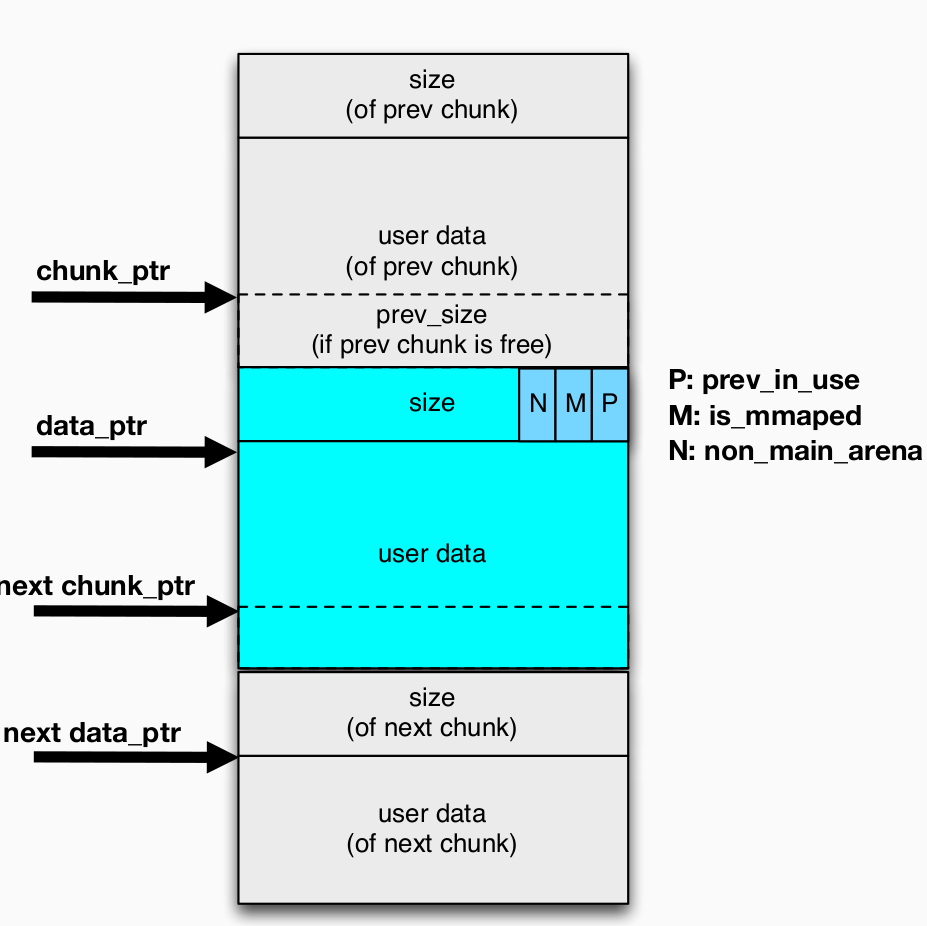 size
(of prev chunk)
user data
(of prev chunk)
chunk_ptr
prev_size
(if prev chunk is free)
size N M P
P: prev_in_use
M: is_mmaped
N: non_main_arena
data_ptr
user data
next chunk_ptr
size
(of next chunk)
next data_ptr
user data
(of next chunk)